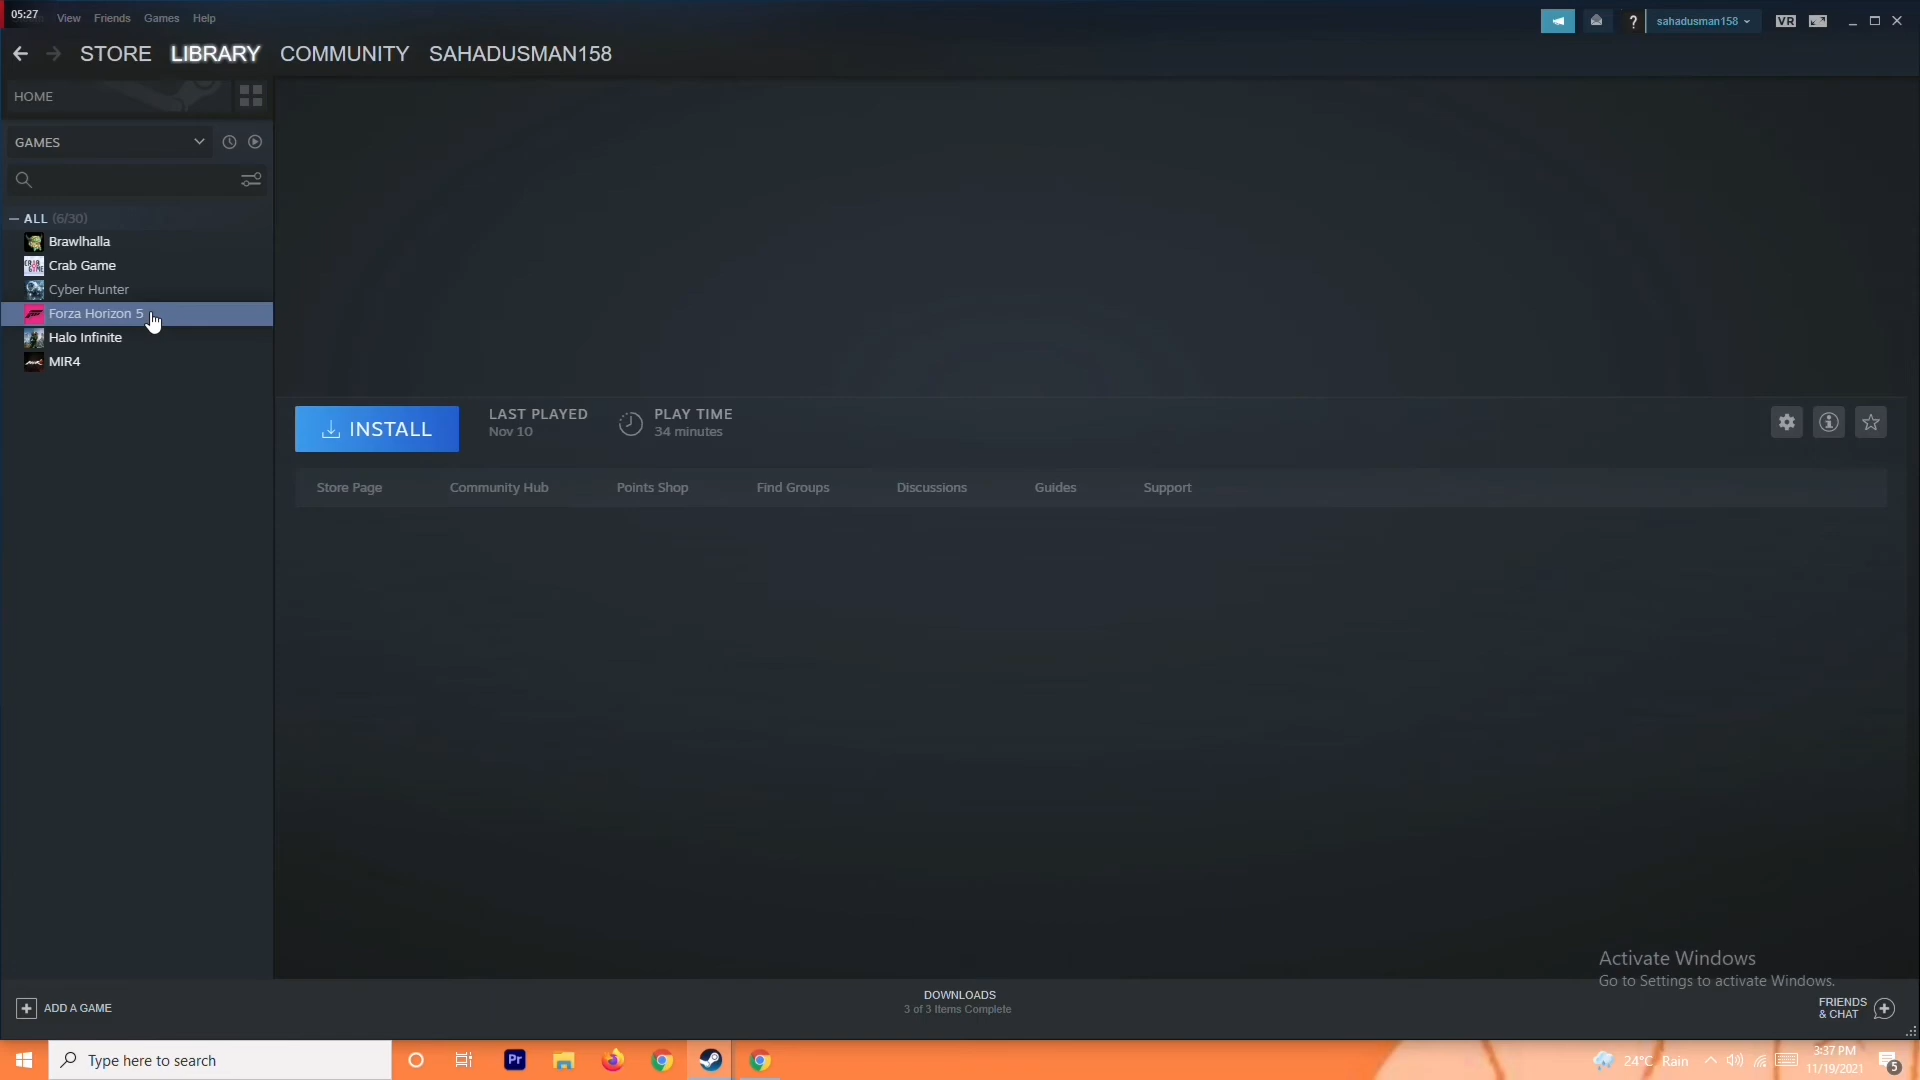 05:27
View Friends Games Help
sahadusman158
VR
STORE LIBRARY COMMUNITY SAHADUSMAN158
HOME
GAMES
ALL (6/30)
Brawlhalla
Crab Game
Cyber Hunter
Forza Horizon 5
Halo Infinite
MIR4
INSTALL
LAST PLAYED
Nov 10
PLAY TIME
34 minutes
Store Page Community Hub Points Shop Find Groups Discussions Guides Support
Activate Windows
Go to Settings to activate Windows.
ADD A GAME
DOWNLOADS
3 of 3 Items Complete
FRIENDS
& CHAT
Type here to search
Pr
24°C Rain
3:37 PM
11/19/2021
5